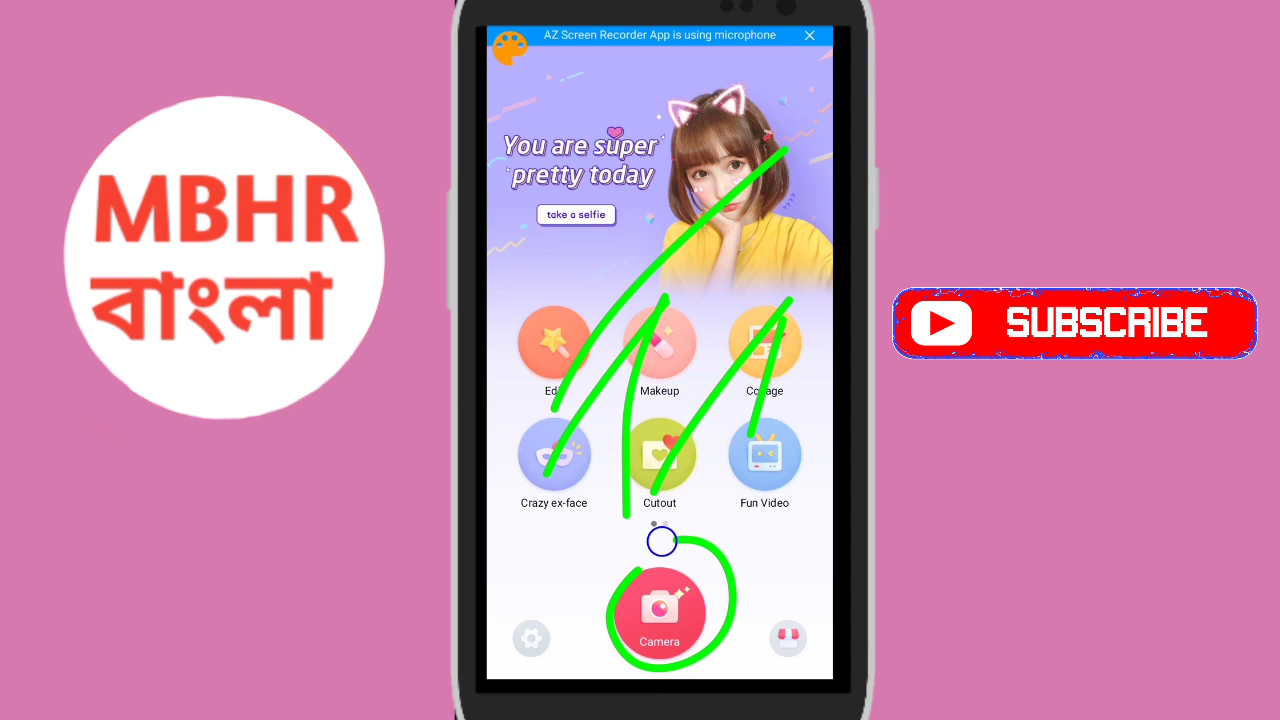 MBHR
বাংলা
AZ Screen Recorder App is using microphone
You are super
pretty today
take a selfie
Makeup
Collage
Crazy ex-face
Cutout
Fun Video
Camera
SUBSCRIBE